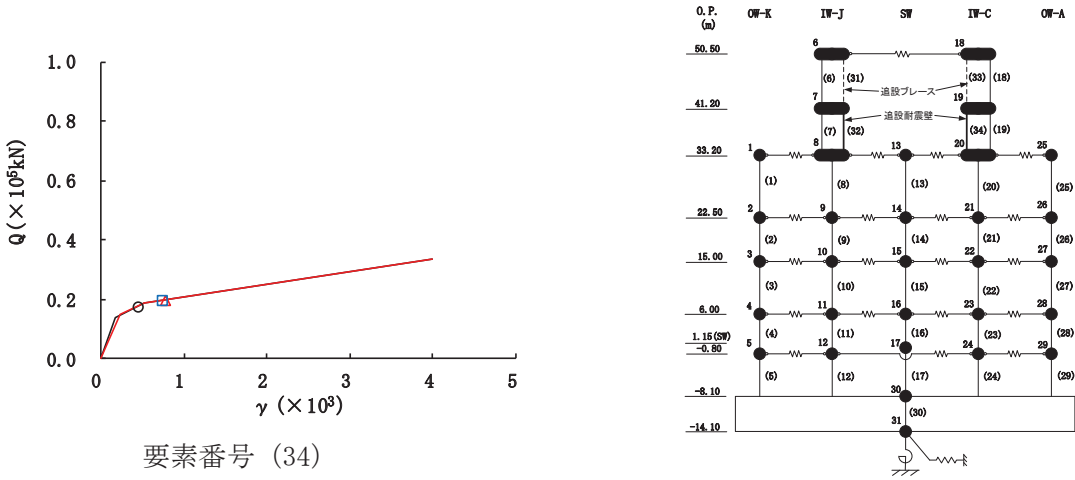 Q(×10⁵kN)
1.0
0.8
0.6
0.4
0.2
0.0
0 1 2 3 4 5
γ (×10³)
要素番号 (34)
O.P. (m) OW-K IW-J SW IW-C OW-A
50.50 6 18
(6) (31) (33) (18)
追設ブレース
41.20 7 19
追設耐震壁
(7) (32) (34) (19)
33.20 1 8 13 20 25
(1) (8) (13) (20) (25)
22.50 2 9 14 21 26
(2) (9) (14) (21) (26)
15.00 3 10 15 22 27
(3) (10) (15) (22) (27)
6.00 4 11 16 23 28
(4) (11) (16) (23) (28)
1.15(SW) 17
-0.80 5 12 24 29
(5) (12) (17) (24) (29)
-8.10 30
(30)
-14.10 31